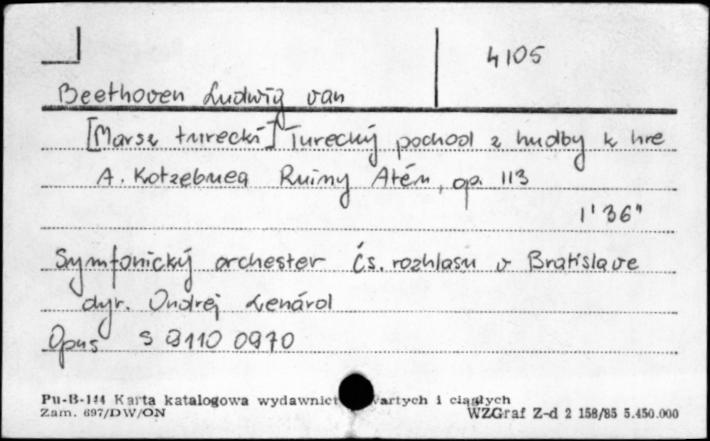 4105
Beethoven Ludwig van
[Marsz turecki] Turecký pochod z hudby k hre
A. Kotzebuea Ruiny Atén, op. 113
1'36"
Symfonický orchester Čs. rozhlasu v Bratislave
dyr. Ondrej Lenárd
Opus S 9110 0970
Pu-B-144 Karta katalogowa wydawnict wartych i ciągłych
Zam. 697/DW/ON WZGraf Z-d 2 158/85 5.450.000